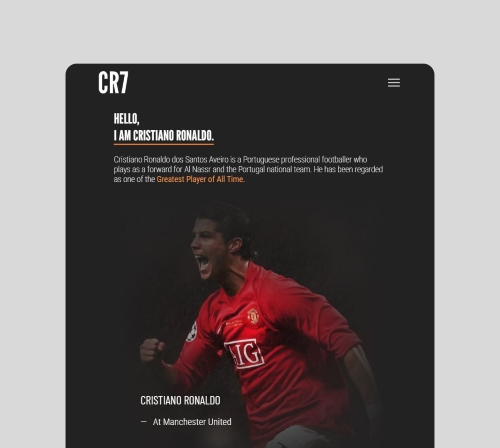 CR7
HELLO,
I AM CRISTIANO RONALDO.
Cristiano Ronaldo dos Santos Aveiro is a Portuguese professional footballer who
plays as a forward for Al Nassr and the Portugal national team. He has been regarded
as one of the Greatest Player of All Time.
AIG
CRISTIANO RONALDO
— At Manchester United